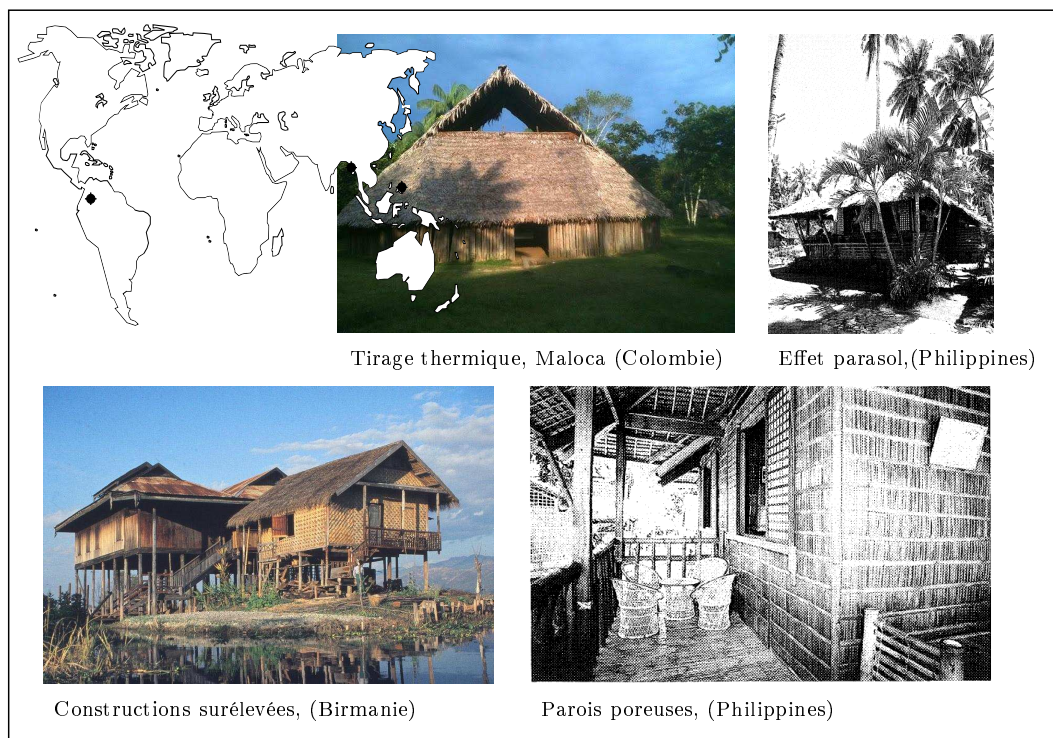 Tirage thermique, Maloca (Colombie)
Effet parasol,(Philippines)
Constructions surélevées, (Birmanie)
Parois poreuses, (Philippines)